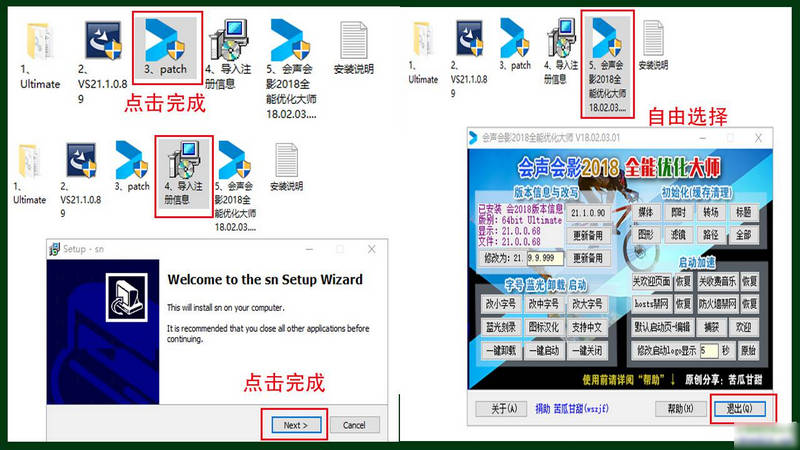 1、
Ultimate
2、
VS21.1.0.8
9
3、patch
4、导入注
册信息
5、会声会
影2018全
能优化大师
18.02.03....
安装说明
点击完成
1、
Ultimate
2、
VS21.1.0.8
9
3、patch
4、导入注
册信息
5、会声会
影2018全
能优化大师
18.02.03....
安装说明
Setup - sn
Welcome to the sn Setup Wizard
This will install sn on your computer.
It is recommended that you close all other applications before
continuing.
点击完成
Next >
Cancel
1、
Ultimate
2、
VS21.1.0.8
9
3、patch
4、导入注
册信息
5、会声会
影2018全
能优化大师
18.02.03....
安装说明
自由选择
会声会影2018全能优化大师 V18.02.03.01
会声会影2018 全能优化大师
版本信息与改写
已安装 会2018版本信息
版别：64bit Ultimate
显示：21.0.0.68
文件：21.0.0.68
21.1.0.90
更新备用
修改为：21. 9.9.999
更新备用
初始化(缓存清理)
媒体 即时 转场 标题
图形 滤镜 路径 全部
字号 蓝光 卸载 启动
改小字号 改中字号 改大字号
蓝光刻录 图标汉化 支持中文
一键卸载 一键启动 一键关闭
启动加速
关欢迎页面 恢复 关收费音乐 恢复
hosts禁网 恢复 防火墙禁网 恢复
默认启动页→编辑 捕获 欢迎
修改启动logo显示 5 秒 原始
使用前请详阅“帮助”↓ 原创分享：苦瓜甘甜
关于(A)
捐助 苦瓜甘甜(wszjf)
帮助(H)
退出(Q)